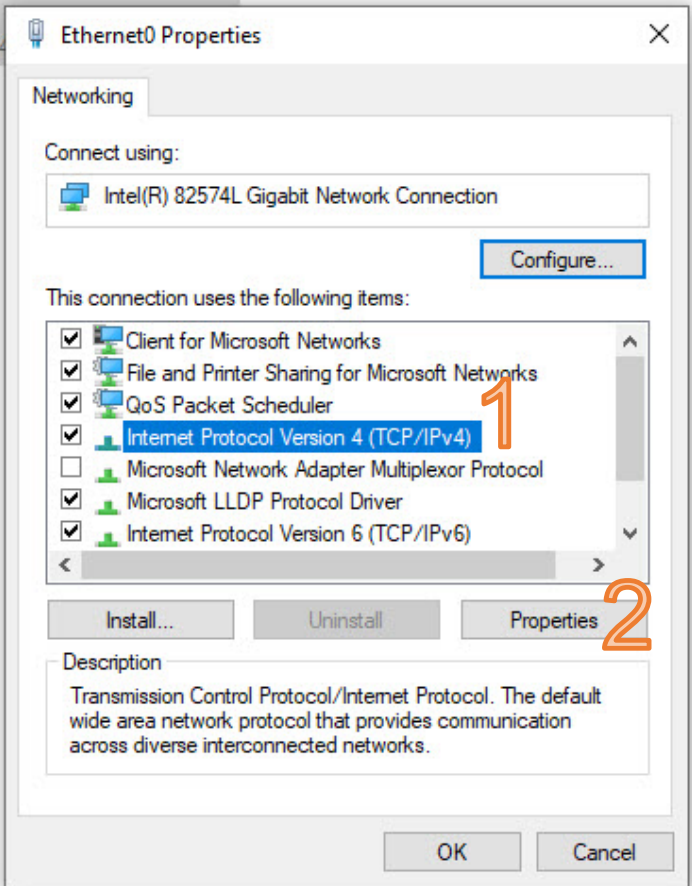 Ethernet0 Properties
Networking
Connect using:
Intel(R) 82574L Gigabit Network Connection
Configure...
This connection uses the following items:
Client for Microsoft Networks
File and Printer Sharing for Microsoft Networks
QoS Packet Scheduler
1
Internet Protocol Version 4 (TCP/IPv4)
Microsoft Network Adapter Multiplexor Protocol
Microsoft LLDP Protocol Driver
Internet Protocol Version 6 (TCP/IPv6)
Install... Uninstall Properties 2
Description
Transmission Control Protocol/Internet Protocol. The default
wide area network protocol that provides communication
across diverse interconnected networks.
OK Cancel